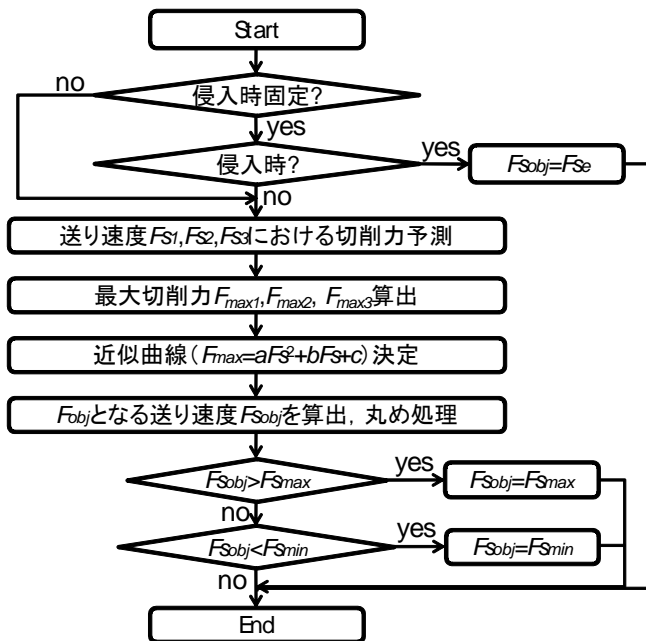 Start
侵入時固定?
no
yes
侵入時?
yes
FSobj=FSe
no
送り速度FS1,FS2,FS3における切削力予測
最大切削力Fmax1,Fmax2, Fmax3算出
近似曲線(Fmax=aFS²+bFS+c)決定
Fobjとなる送り速度FSobjを算出,丸め処理
FSobj>FSmax
yes
FSobj=FSmax
no
FSobj<FSmin
yes
FSobj=FSmin
no
End